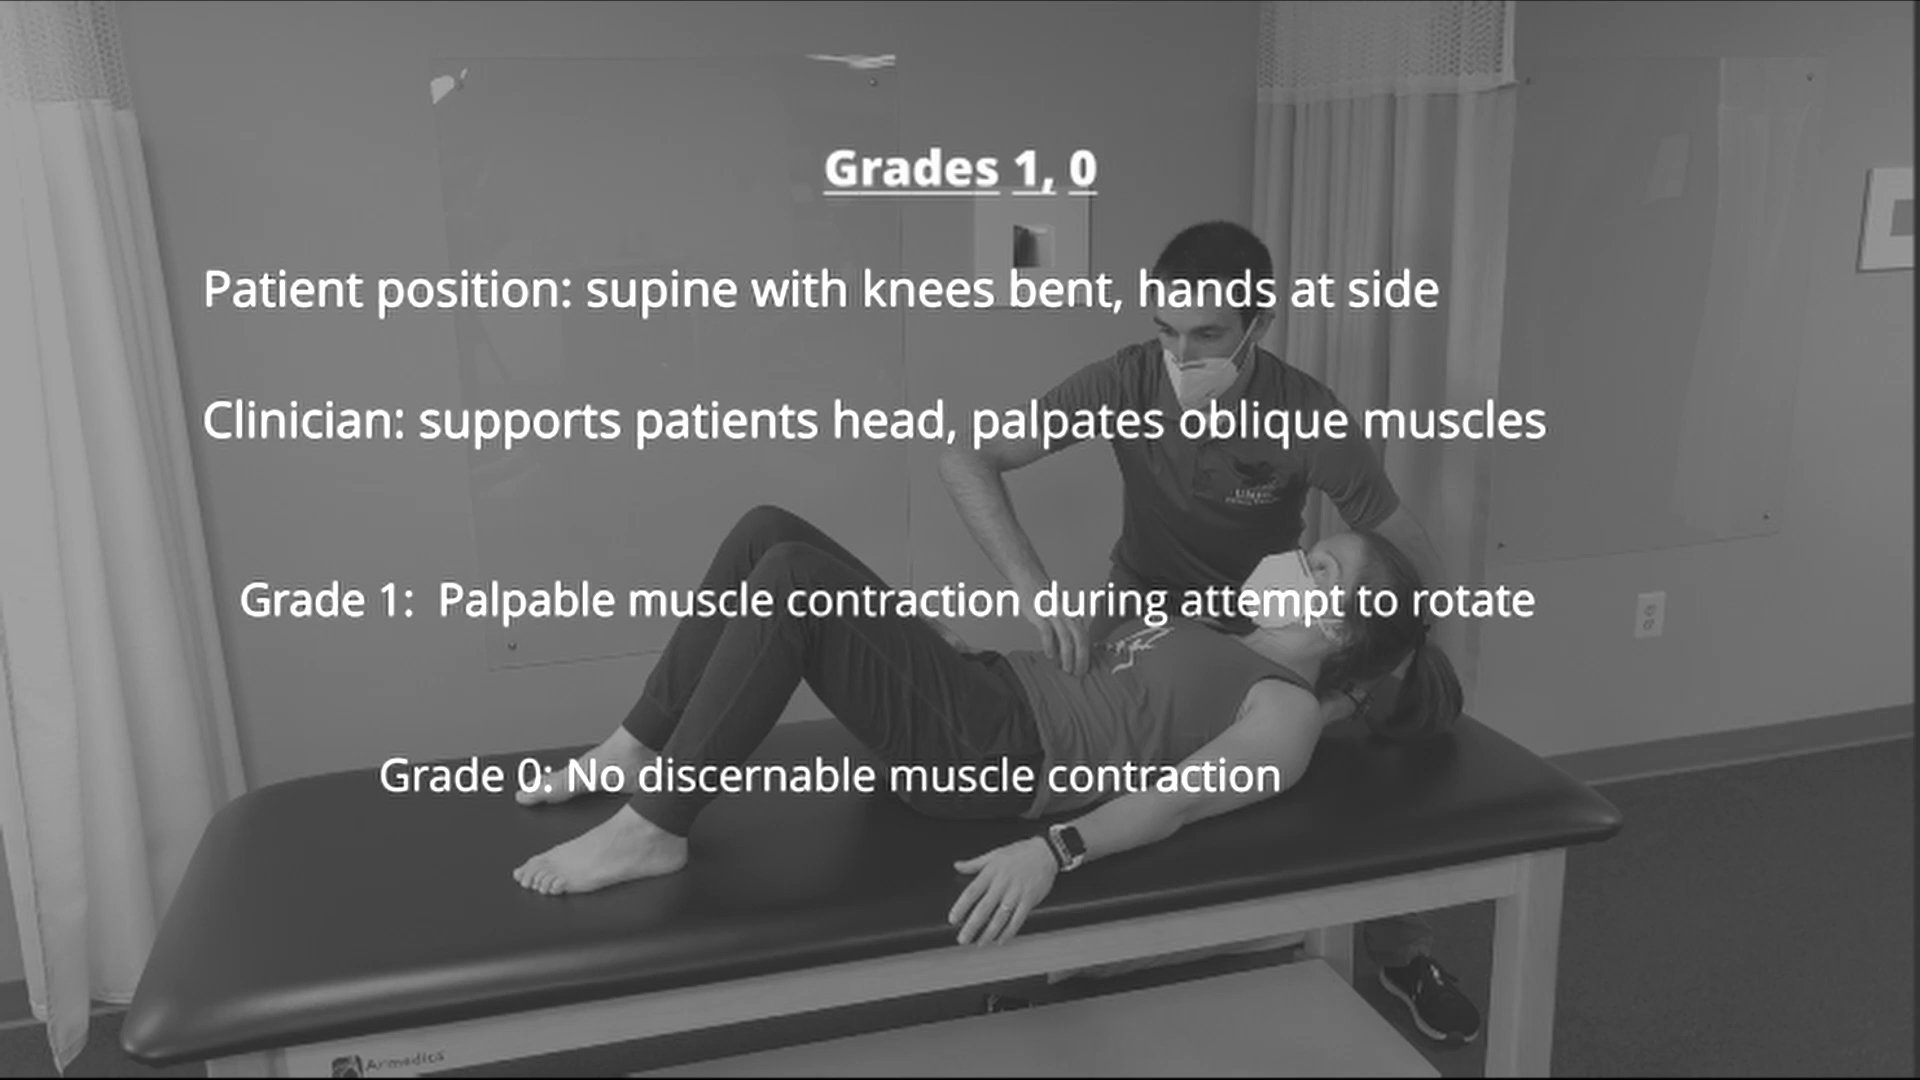 Grades 1, 0
Patient position: supine with knees bent, hands at side
Clinician: supports patients head, palpates oblique muscles
Grade 1:  Palpable muscle contraction during attempt to rotate
Grade 0: No discernable muscle contraction
Armedica